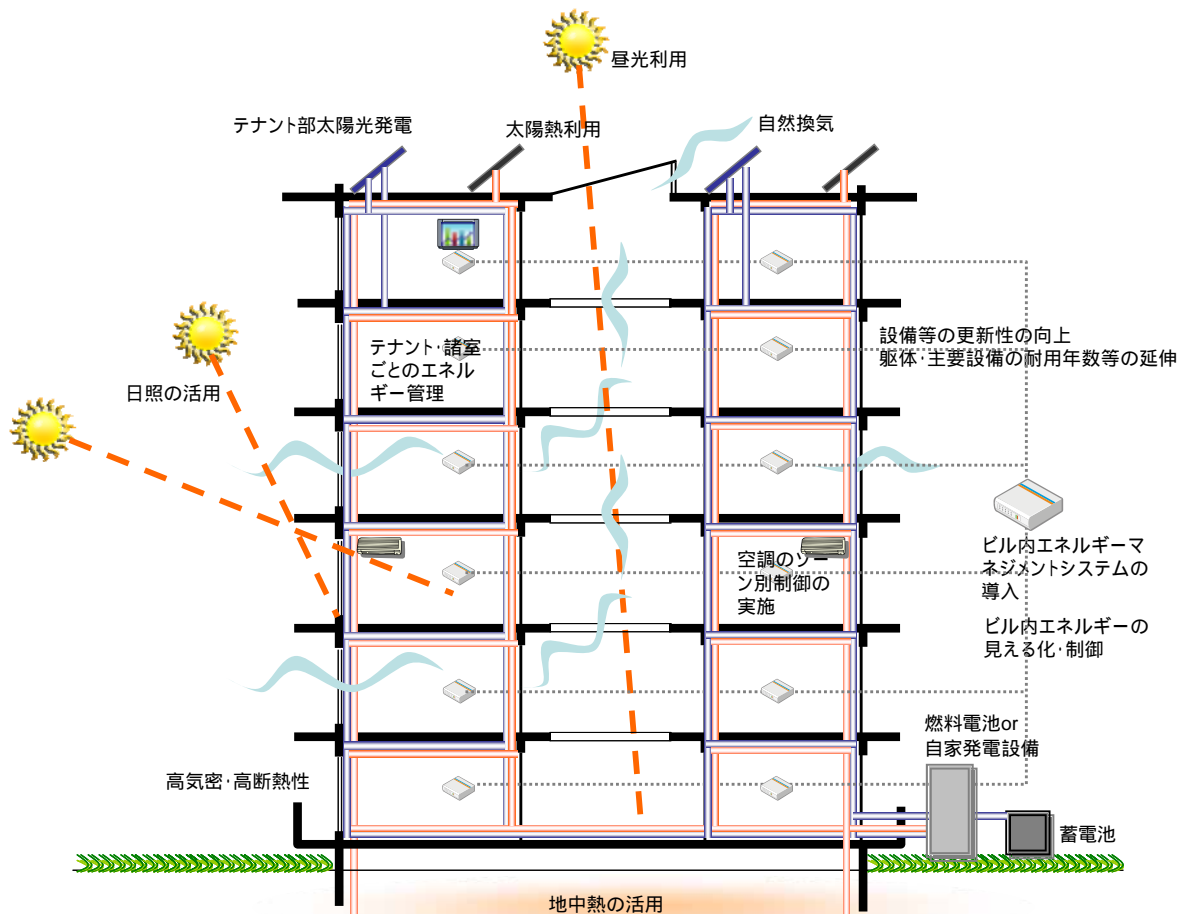 昼光利用
テナント部太陽光発電
太陽熱利用
自然換気
設備等の更新性の向上
躯体・主要設備の耐用年数等の延伸
テナント・諸室
ごとのエネル
ギー管理
日照の活用
空調のゾー
ン別制御の
実施
ビル内エネルギーマ
ネジメントシステムの
導入
ビル内エネルギーの
見える化・制御
燃料電池or
自家発電設備
高気密・高断熱性
蓄電池
地中熱の活用